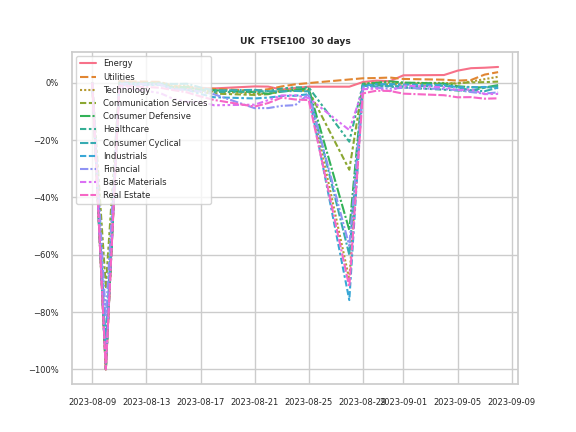 UK FTSE100 30 days
Energy
Utilities
Technology
Communication Services
Consumer Defensive
Healthcare
Consumer Cyclical
Industrials
Financial
Basic Materials
Real Estate
0%
−20%
−40%
−60%
−80%
−100%
2023-08-09 2023-08-13 2023-08-17 2023-08-21 2023-08-25 2023-08-29 2023-09-01 2023-09-05 2023-09-09